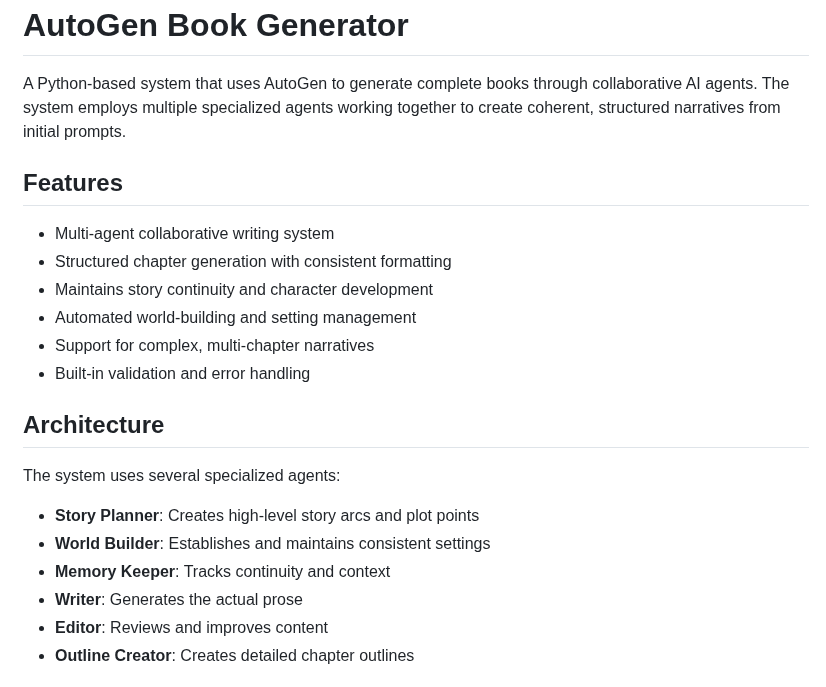 AutoGen Book Generator
A Python-based system that uses AutoGen to generate complete books through collaborative AI agents. The
system employs multiple specialized agents working together to create coherent, structured narratives from
initial prompts.
Features
• Multi-agent collaborative writing system
• Structured chapter generation with consistent formatting
• Maintains story continuity and character development
• Automated world-building and setting management
• Support for complex, multi-chapter narratives
• Built-in validation and error handling
Architecture
The system uses several specialized agents:
• Story Planner: Creates high-level story arcs and plot points
• World Builder: Establishes and maintains consistent settings
• Memory Keeper: Tracks continuity and context
• Writer: Generates the actual prose
• Editor: Reviews and improves content
• Outline Creator: Creates detailed chapter outlines